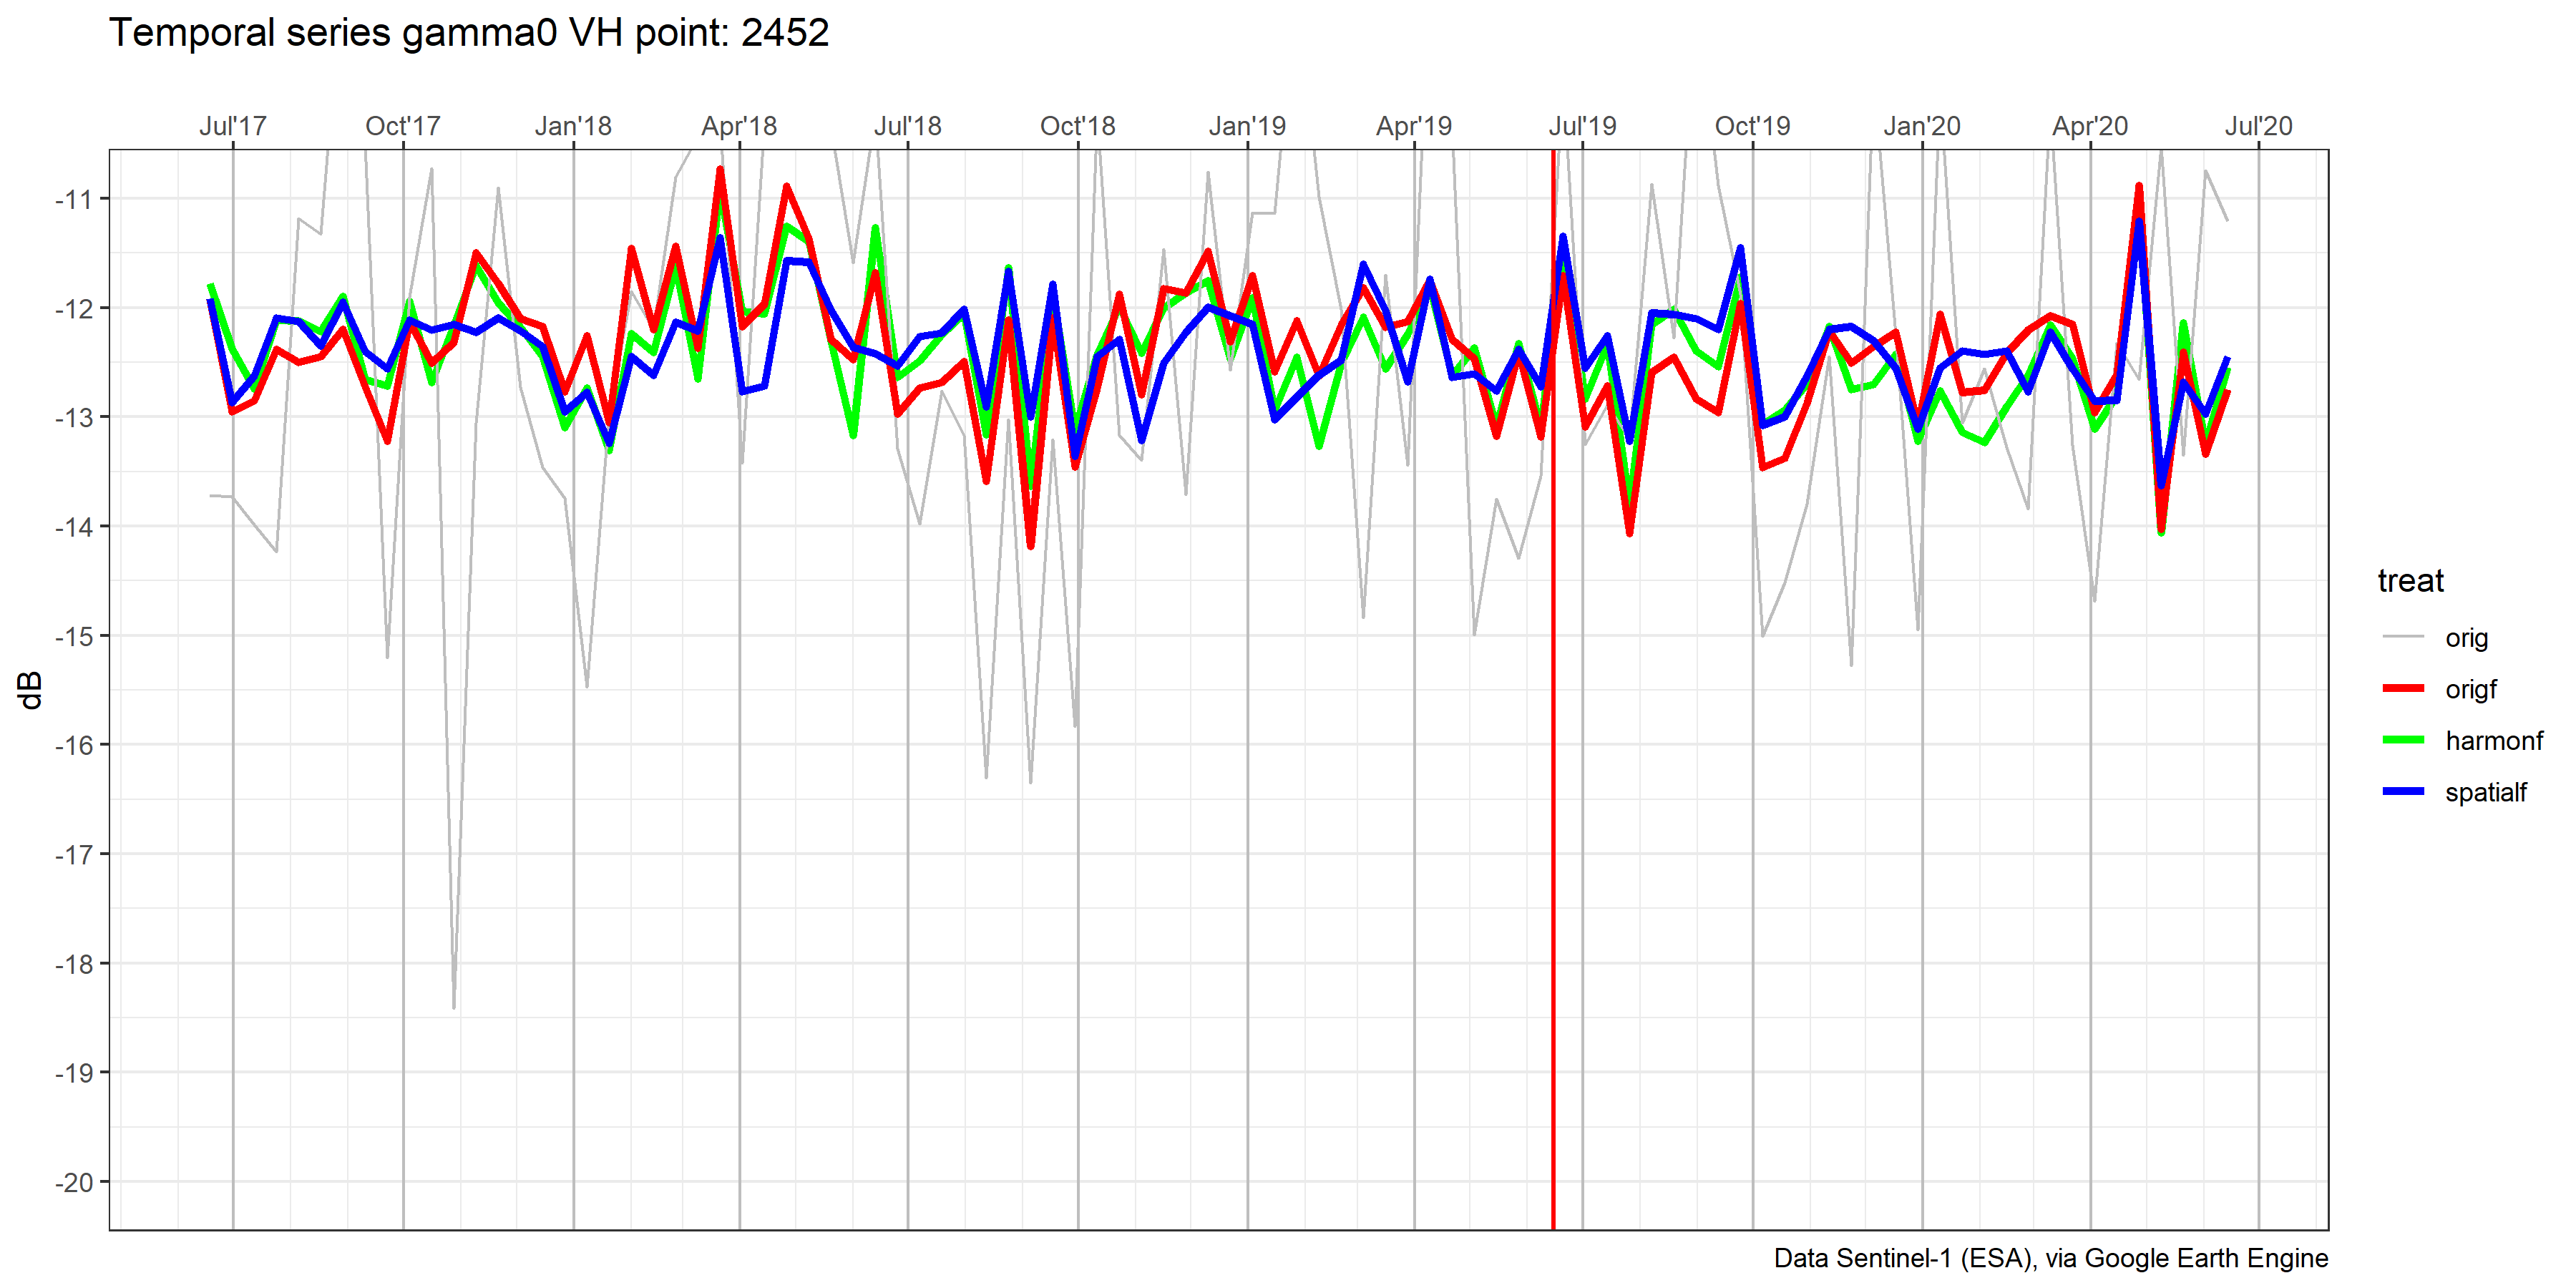 Temporal series gamma0 VH point: 2452
Jul'17 Oct'17 Jan'18 Apr'18 Jul'18 Oct'18 Jan'19 Apr'19 Jul'19 Oct'19 Jan'20 Apr'20 Jul'20
-11
-12
-13
-14
-15
-16
-17
-18
-19
-20
dB
treat
orig
origf
harmonf
spatialf
Data Sentinel-1 (ESA), via Google Earth Engine